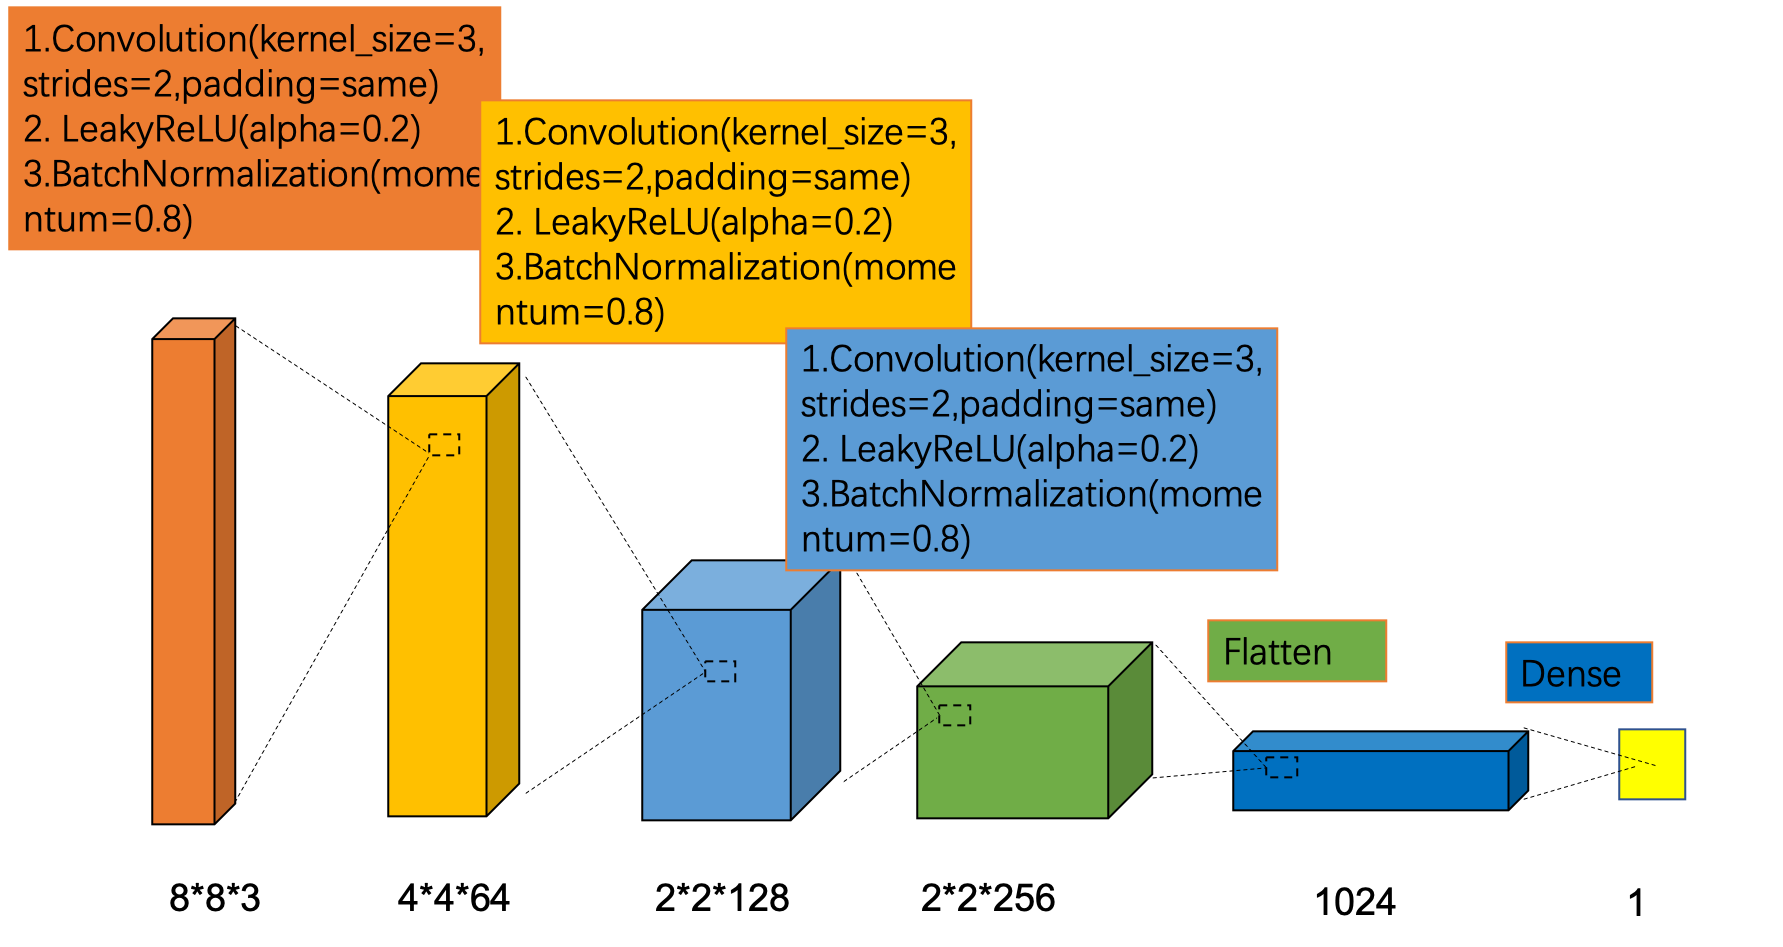 1.Convolution(kernel_size=3,
strides=2,padding=same)
2. LeakyReLU(alpha=0.2)
3.BatchNormalization(mome
ntum=0.8)
1.Convolution(kernel_size=3,
strides=2,padding=same)
2. LeakyReLU(alpha=0.2)
3.BatchNormalization(mome
ntum=0.8)
1.Convolution(kernel_size=3,
strides=2,padding=same)
2. LeakyReLU(alpha=0.2)
3.BatchNormalization(mome
ntum=0.8)
Flatten
Dense
8*8*3
4*4*64
2*2*128
2*2*256
1024
1